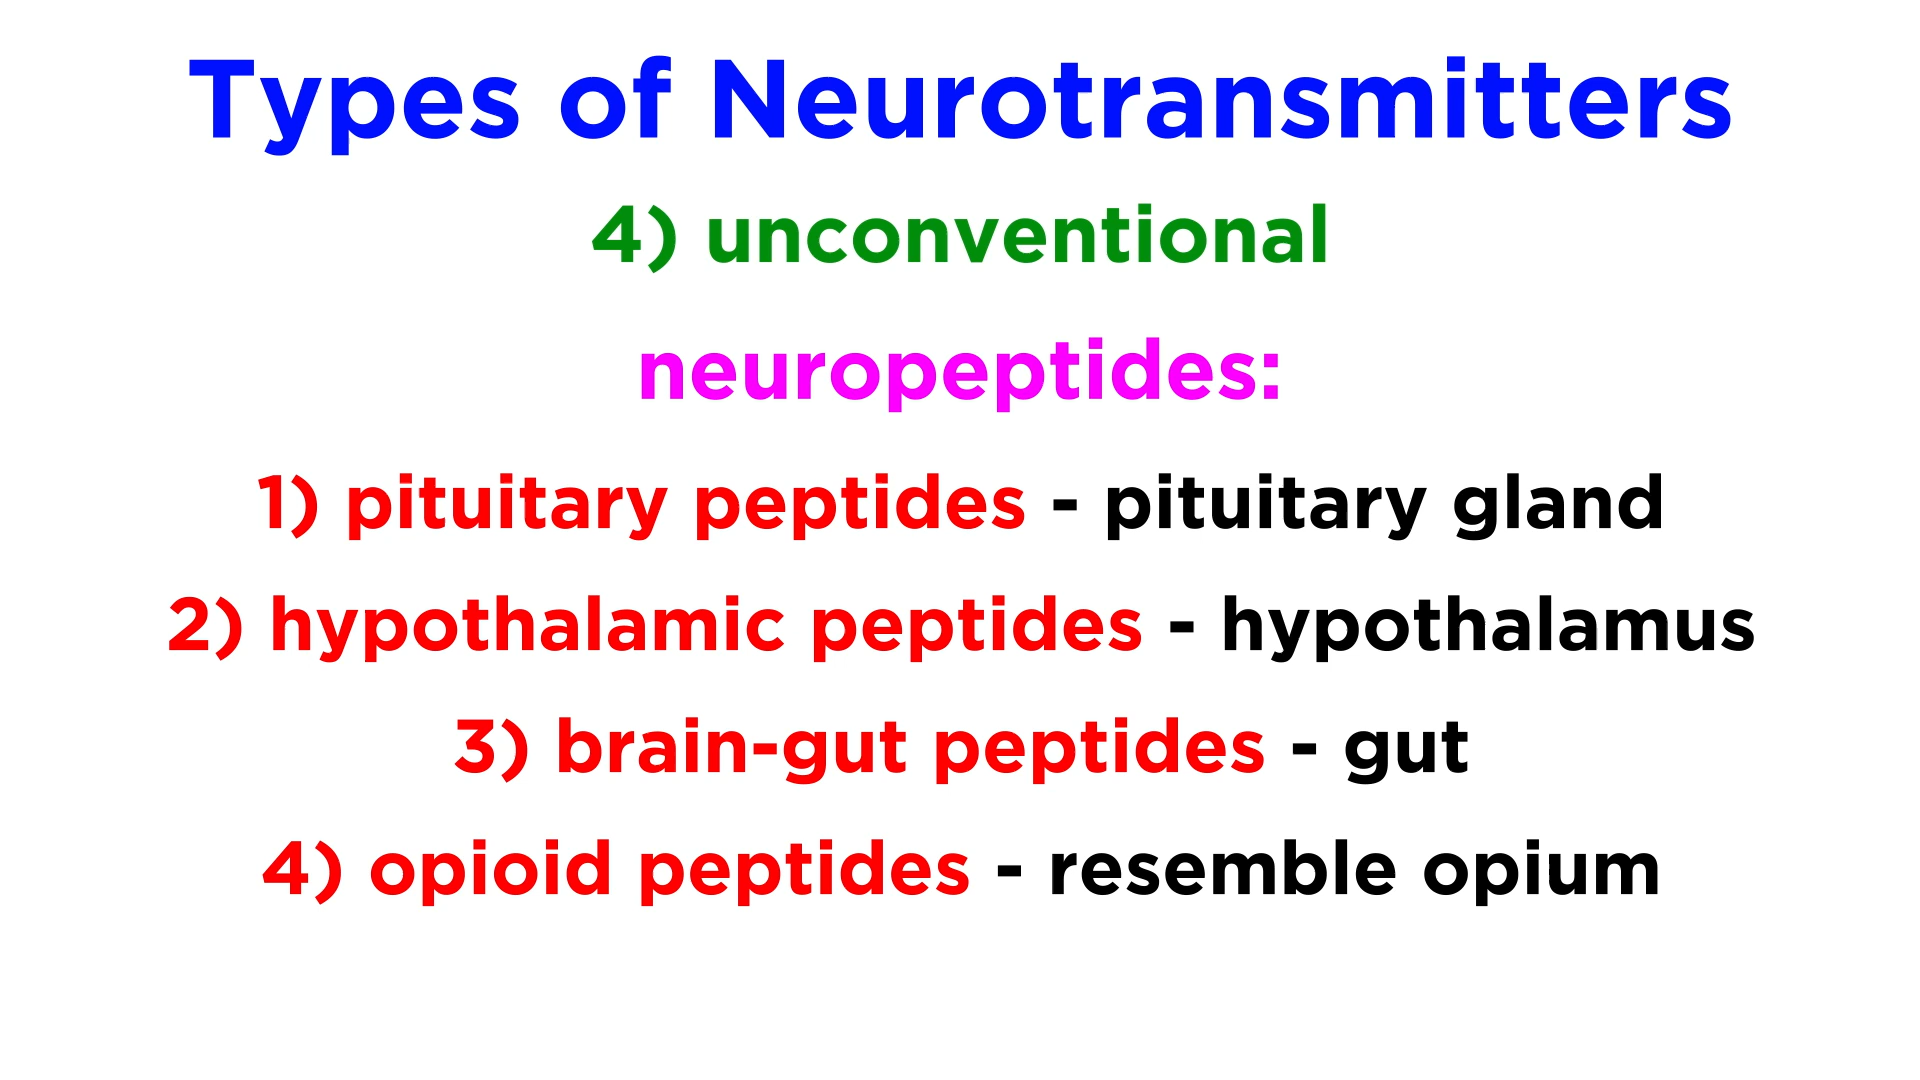 Types of Neurotransmitters
4) unconventional
neuropeptides:
1) pituitary peptides - pituitary gland
2) hypothalamic peptides - hypothalamus
3) brain-gut peptides - gut
4) opioid peptides - resemble opium